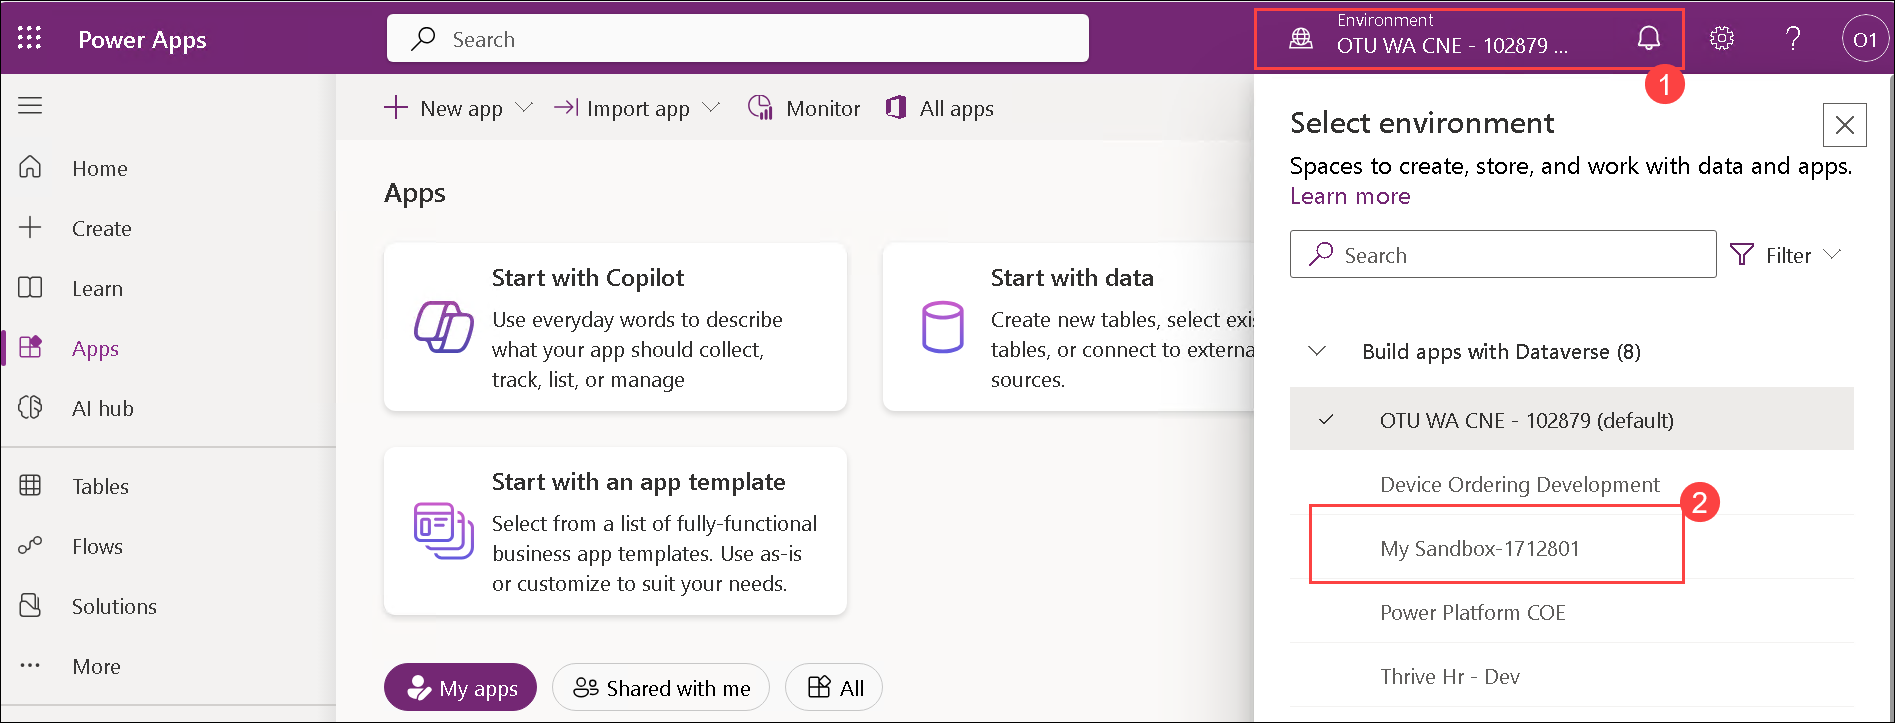 Power Apps
Search
Environment
OTU WA CNE - 102879 ...
O1
1
New app
Import app
Monitor
All apps
Home
Create
Learn
Apps
AI hub
Tables
Flows
Solutions
More
Apps
Start with Copilot
Use everyday words to describe
what your app should collect,
track, list, or manage
Start with data
Create new tables, select exi
tables, or connect to externa
sources.
Start with an app template
Select from a list of fully-functional
business app templates. Use as-is
or customize to suit your needs.
My apps
Shared with me
All
Select environment
Spaces to create, store, and work with data and apps.
Learn more
Search
Filter
Build apps with Dataverse (8)
OTU WA CNE - 102879 (default)
Device Ordering Development
2
My Sandbox-1712801
Power Platform COE
Thrive Hr - Dev